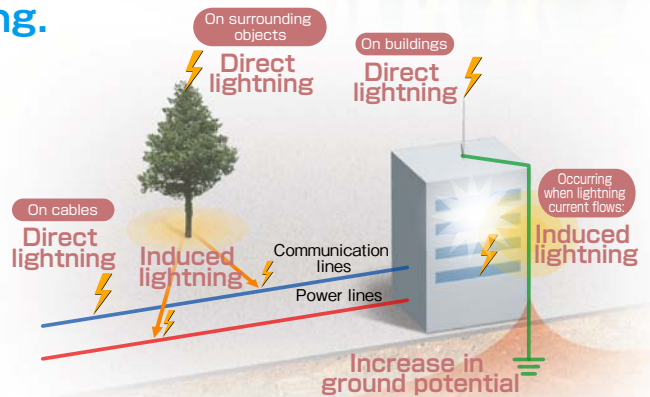 ng.
On surrounding
objects
Direct
lightning
On buildings
Direct
lightning
On cables
Direct
lightning
Induced
lightning
Communication
lines
Power lines
Occurring
when lightning
current flows:
Induced
lightning
Increase in
ground potential